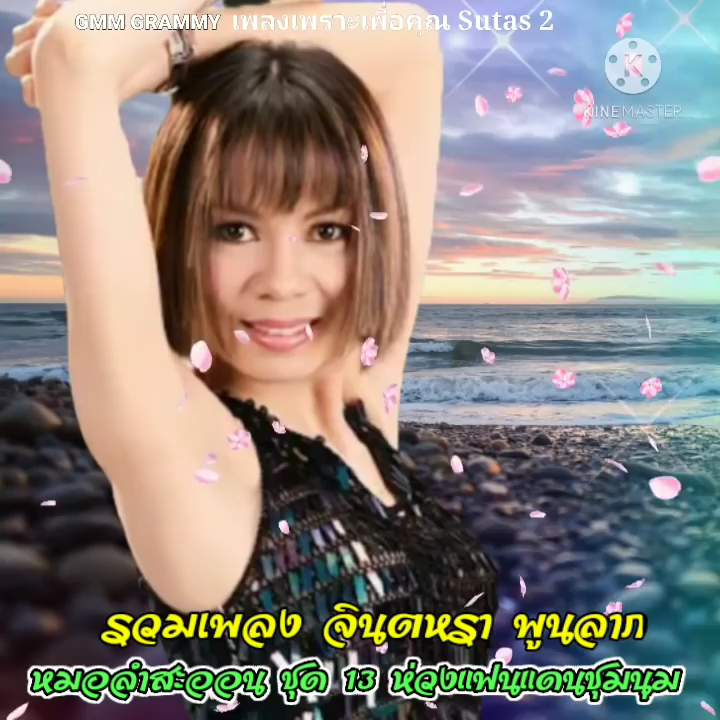 GMM GRAMMY เพลงเพราะเพื่อคุณ Sutas 2
K
KINEMASTER
รวมเพลง จินตหรา พูนลาภ
หมอลำสะออน ชุด 13 ห่วงแฟนแดนชุมนุม